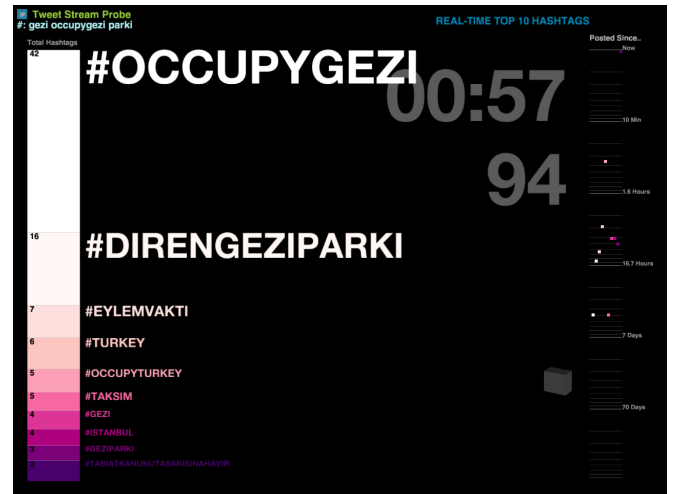 Tweet Stream Probe
#: gezi occupygezi parki
REAL-TIME TOP 10 HASHTAGS
Total Hashtags
Posted Since..
42
#OCCUPYGEZI
00:57
94
16
#DIRENGEZIPARKI
7
#EYLEMVAKTI
6
#TURKEY
5
#OCCUPYTURKEY
5
#TAKSIM
4
#GEZI
4
#ISTANBUL
3
#GEZIPARKI
#TABIATKANUNUTASARISINAHAYIR
Now
10 Min
1.6 Hours
16.7 Hours
7 Days
70 Days